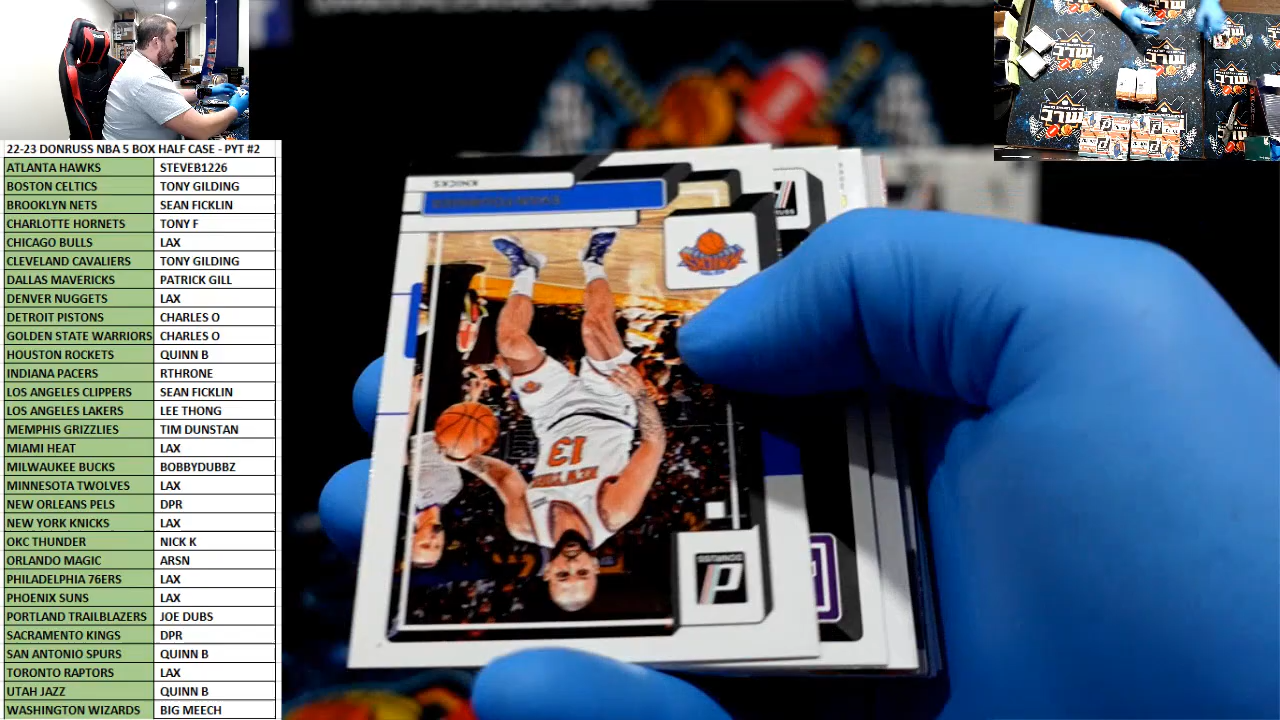 22-23 DONRUSS NBA 5 BOX HALF CASE - PYT #2
ATLANTA HAWKS STEVEB1226
BOSTON CELTICS TONY GILDING
BROOKLYN NETS SEAN FICKLIN
CHARLOTTE HORNETS TONY F
CHICAGO BULLS LAX
CLEVELAND CAVALIERS TONY GILDING
DALLAS MAVERICKS PATRICK GILL
DENVER NUGGETS LAX
DETROIT PISTONS CHARLES O
GOLDEN STATE WARRIORS CHARLES O
HOUSTON ROCKETS QUINN B
INDIANA PACERS RTHRONE
LOS ANGELES CLIPPERS SEAN FICKLIN
LOS ANGELES LAKERS LEE THONG
MEMPHIS GRIZZLIES TIM DUNSTAN
MIAMI HEAT LAX
MILWAUKEE BUCKS BOBBYDUBBZ
MINNESOTA TWOLVES LAX
NEW ORLEANS PELS DPR
NEW YORK KNICKS LAX
OKC THUNDER NICK K
ORLANDO MAGIC ARSN
PHILADELPHIA 76ERS LAX
PHOENIX SUNS LAX
PORTLAND TRAILBLAZERS JOE DUBS
SACRAMENTO KINGS DPR
SAN ANTONIO SPURS QUINN B
TORONTO RAPTORS LAX
UTAH JAZZ QUINN B
WASHINGTON WIZARDS BIG MEECH
KNICKS
KNICKS
NEW YORK
13
DONRUSS